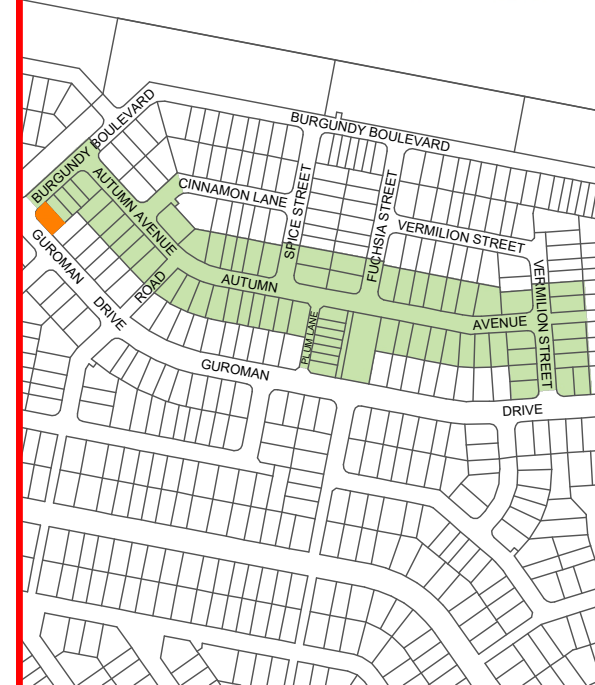 BURGUNDY BOULEVARD
BURGUNDY BOULEVARD
AUTUMN AVENUE
CINNAMON LANE
SPICE STREET
FUCHSIA STREET
VERMILION STREET
VERMILION STREET
GUROMAN
DRIVE
ROAD
AUTUMN
AVENUE
PLUM LANE
GUROMAN
DRIVE